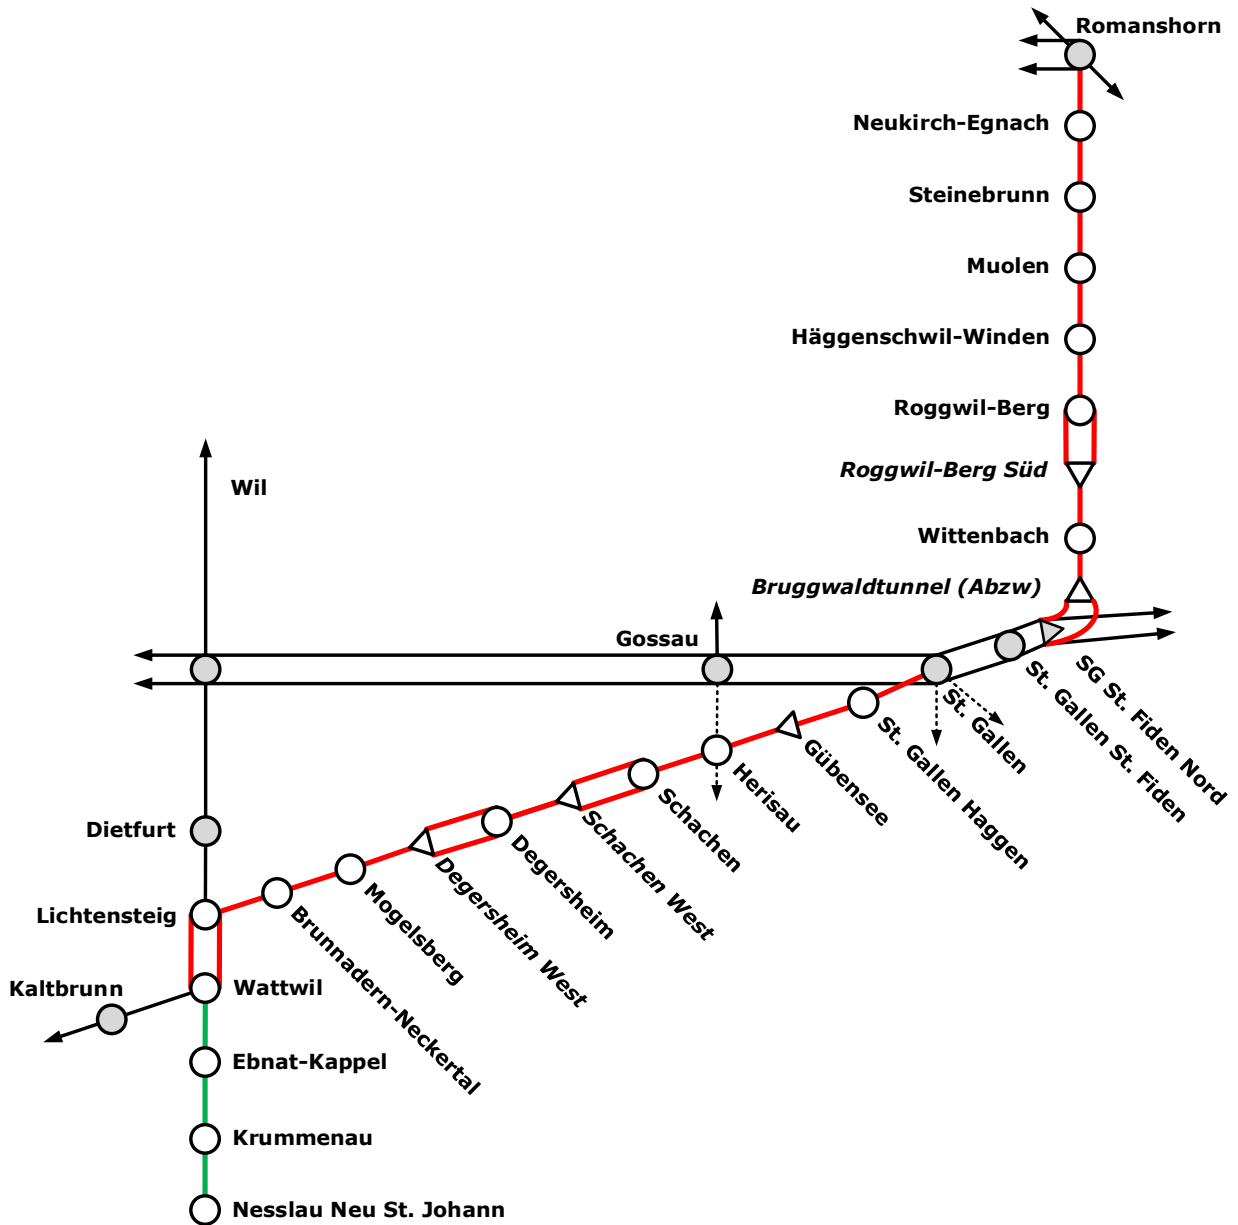 Romanshorn
Neukirch-Egnach
Steinebrunn
Muolen
Häggenschwil-Winden
Roggwil-Berg
Roggwil-Berg Süd
Wil
Wittenbach
Bruggwaldtunnel (Abzw)
Gossau
SG St. Fiden Nord
St. Gallen St. Fiden
St. Gallen
St. Gallen Haggen
Gübensee
Herisau
Schachen
Schachen West
Degersheim
Degersheim West
Mogelsberg
Brunnadern-Neckertal
Dietfurt
Lichtensteig
Kaltbrunn
Wattwil
Ebnat-Kappel
Krummenau
Nesslau Neu St. Johann